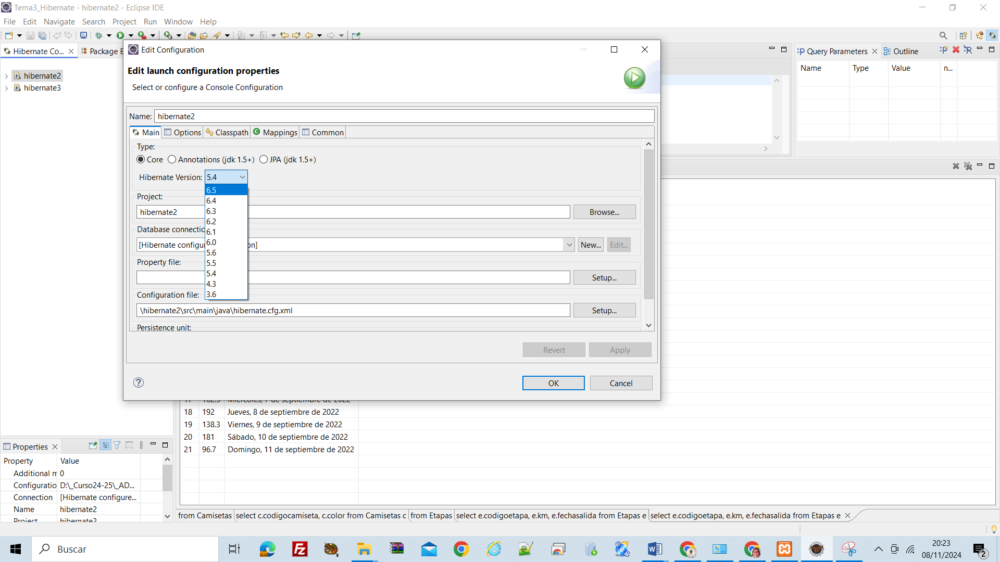 Tema3_Hibernate - hibernate2 - Eclipse IDE
File Edit Navigate Search Project Run Window Help
Hibernate Co... Package E
hibernate2
hibernate3
Edit Configuration
Edit launch configuration properties
Select or configure a Console Configuration
Name: hibernate2
Main Options Classpath Mappings Common
Type:
Core Annotations (jdk 1.5+) JPA (jdk 1.5+)
Hibernate Version: 5.4
6.5
6.4
6.3
6.2
6.1
6.0
5.6
5.5
5.4
4.3
3.6
Project:
hibernate2 Browse...
Database connectio
[Hibernate configu on] New... Edit...
Property file:
Setup...
Configuration file:
\hibernate2\src\main\java\hibernate.cfg.xml Setup...
Persistence unit:
Revert Apply
OK Cancel
Query Parameters Outline
Name Type Value n...
18 192 Jueves, 8 de septiembre de 2022
19 138.3 Viernes, 9 de septiembre de 2022
20 181 Sábado, 10 de septiembre de 2022
21 96.7 Domingo, 11 de septiembre de 2022
Properties
Property Value
Additional m 0
Configuratio D:\_Curso24-25\_AD...
Connection [Hibernate configure...
Name hibernate2
Project hibernate2
from Camisetas select c.codigocamiseta, c.color from Camisetas c from Etapas select e.codigoetapa, e.km, e.fechasalida from Etapas e select e.codigoetapa, e.km, e.fechasalida from Etapas e
Buscar
20:23
08/11/2024
2